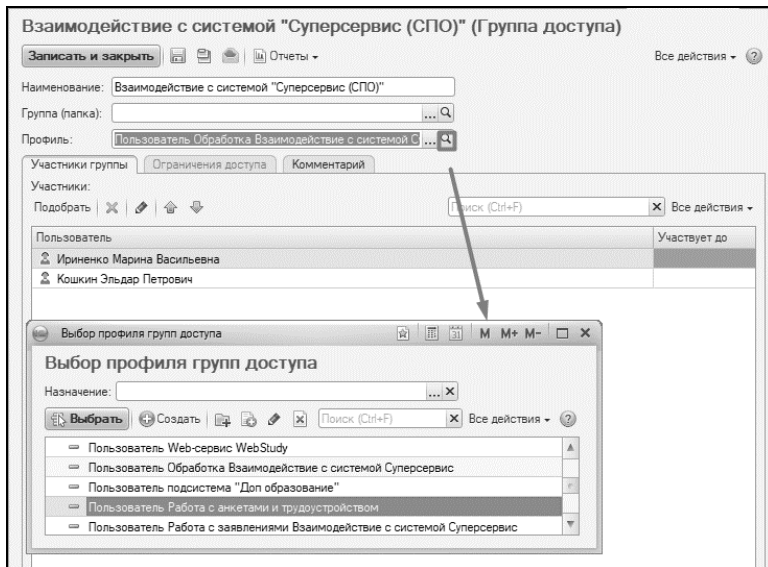 Взаимодействие с системой "Суперсервис (СПО)" (Группа доступа)
Записать и закрыть Отчеты Все действия ?
Наименование: Взаимодействие с системой "Суперсервис (СПО)"
Группа (папка): ...
Профиль: Пользователь Обработка Взаимодействие с системой С ...
Участники группы Ограничения доступа Комментарий
Участники:
Подобрать Поиск (Ctrl+F) Все действия
Пользователь Участвует до
Ириненко Марина Васильевна
Кошкин Эльдар Петрович
Выбор профиля групп доступа 31 M M+ M-
Выбор профиля групп доступа
Назначение: ...
Выбрать Создать Поиск (Ctrl+F) Все действия ?
Пользователь Web-сервис WebStudy
Пользователь Обработка Взаимодействие с системой Суперсервис
Пользователь подсистема "Доп образование"
Пользователь Работа с анкетами и трудоустройством
Пользователь Работа с заявлениями Взаимодействие с системой Суперсервис